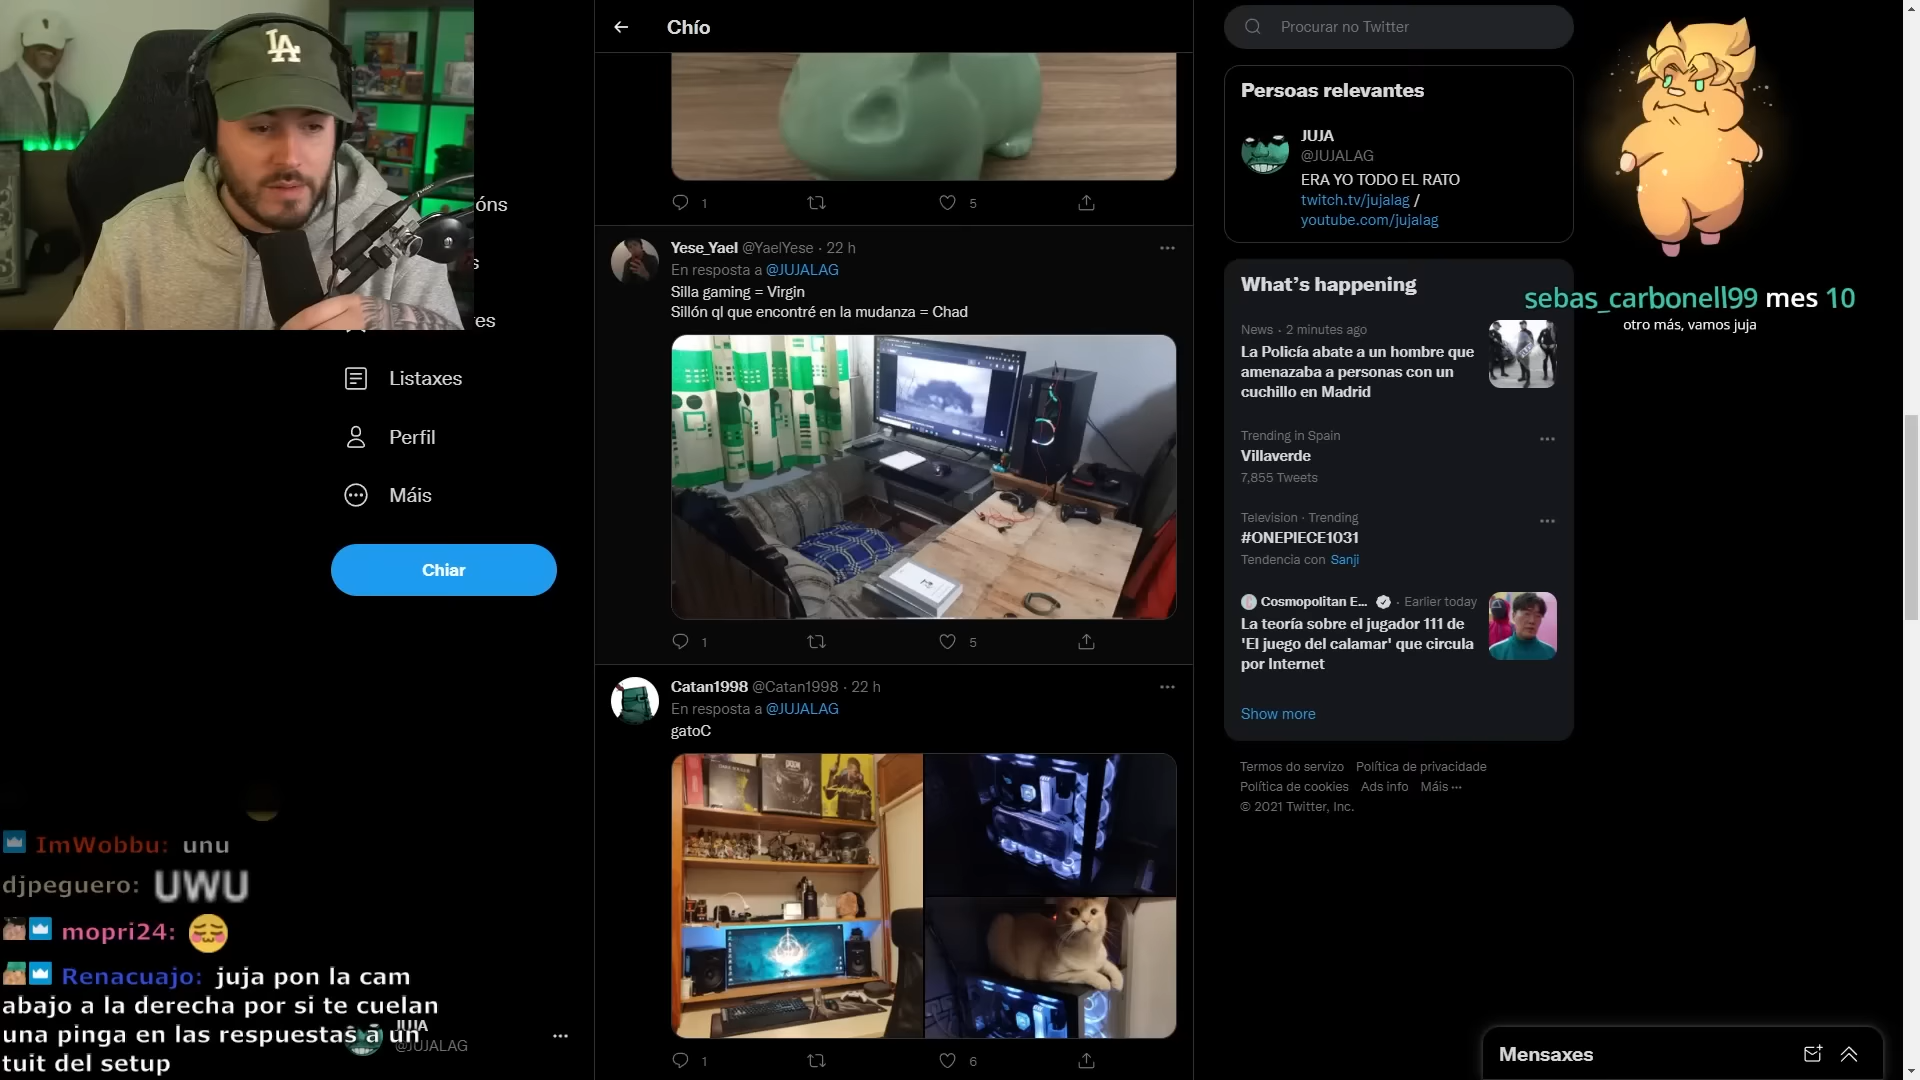 LA
Chío
1
5
óns
s
es
Listaxes
Perfil
Máis
Chiar
Yese_Yael @YaelYese · 22 h
En resposta a @JUJALAG
Silla gaming = Virgin
Sillón ql que encontré en la mudanza = Chad
1
5
Catan1998 @Catan1998 · 22 h
En resposta a @JUJALAG
gatoC
1
6
Procurar no Twitter
Persoas relevantes
JUJA
@JUJALAG
ERA YO TODO EL RATO
twitch.tv/jujalag /
youtube.com/jujalag
What's happening
News · 2 minutes ago
La Policía abate a un hombre que
amenazaba a personas con un
cuchillo en Madrid
Trending in Spain
Villaverde
7,855 Tweets
Television · Trending
#ONEPIECE1031
Tendencia con Sanji
Cosmopolitan E... · Earlier today
La teoría sobre el jugador 111 de
'El juego del calamar' que circula
por Internet
Show more
Termos do servizo Política de privacidade
Política de cookies Ads info Máis ···
© 2021 Twitter, Inc.
sebas_carbonell99 mes 10
otro más, vamos juja
ImWobbu: unu
djpeguero: UWU
mopri24:
Renacuajo: juja pon la cam
abajo a la derecha por si te cuelan
una pinga en las respuestas a un
tuit del setup
JUJA
@JUJALAG
Mensaxes